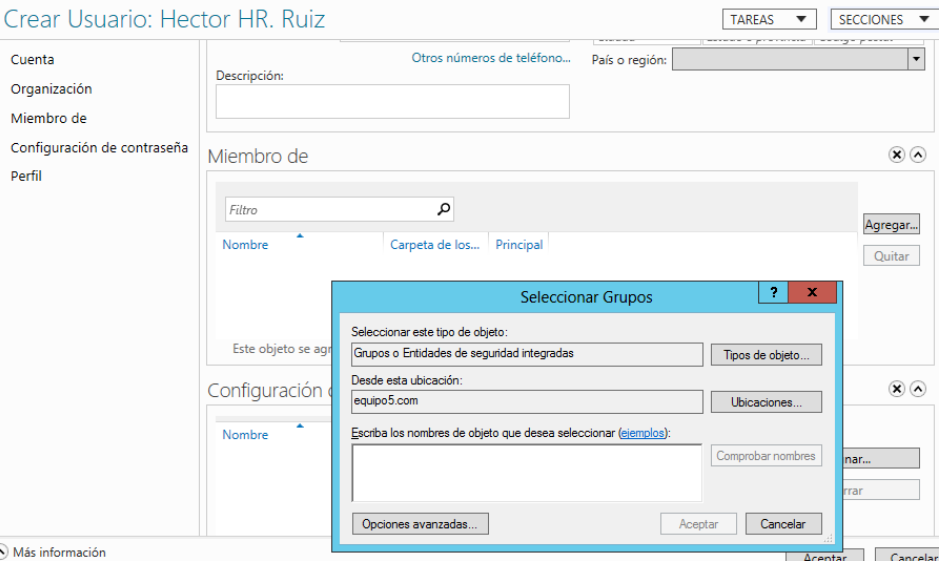 Crear Usuario: Hector HR. Ruiz
TAREAS
SECCIONES
Cuenta
Organización
Miembro de
Configuración de contraseña
Perfil
Otros números de teléfono...
País o región:
Descripción:
Miembro de
Filtro
Agregar...
Quitar
Nombre
Carpeta de los...
Principal
Este objeto se agr
Configuración
Nombre
nar...
rrar
Seleccionar Grupos
?
x
Seleccionar este tipo de objeto:
Grupos o Entidades de seguridad integradas
Tipos de objeto...
Desde esta ubicación:
equipo5.com
Ubicaciones...
Escriba los nombres de objeto que desea seleccionar (ejemplos):
Comprobar nombres
Opciones avanzadas...
Aceptar
Cancelar
Más información
Aceptar
Cancelar